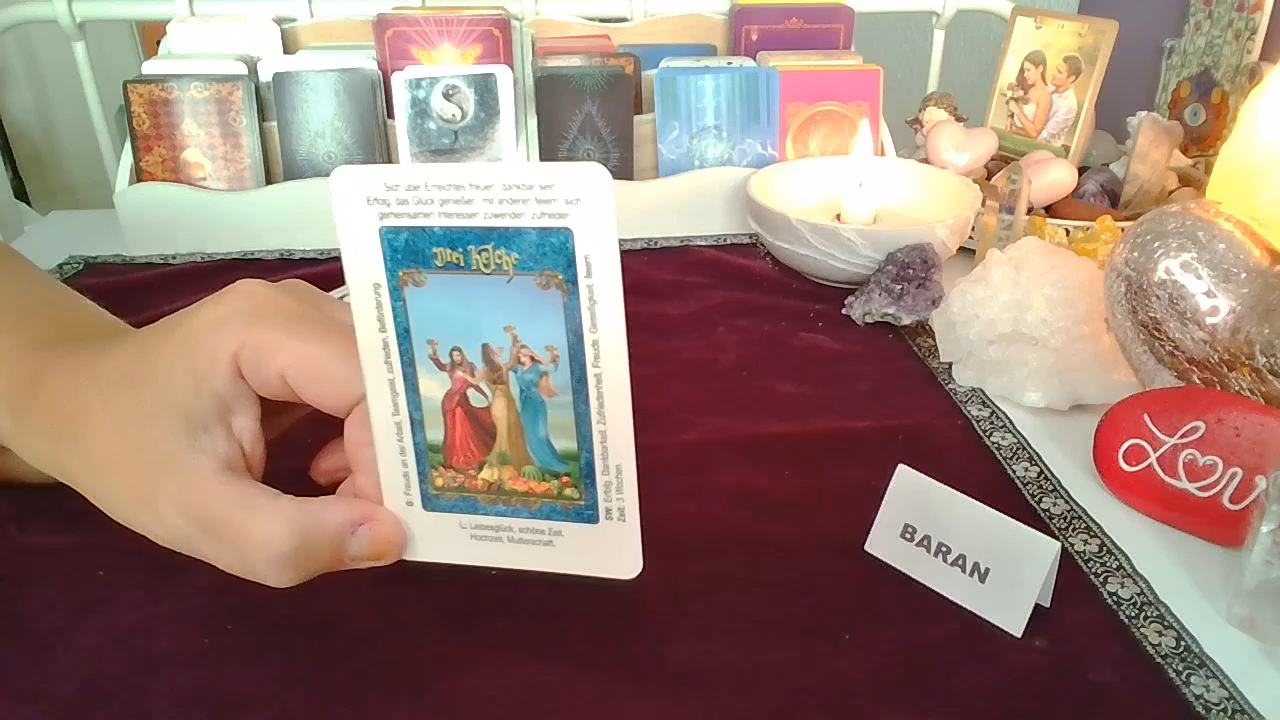 Sich über Erreichtes freuen, dankbar sein
Erfolg, das Glück genießen, mit anderen feiern, sich
gemeinsamen Interessen zuwenden, zufrieden
Drei Kelche
B: Freude an der Arbeit, Teamgeist, zufrieden, Beförderung
SW: Erfolg, Dankbarkeit, Zufriedenheit, Freude, Geselligkeit, feiern
Zeit: 3 Wochen
L: Liebesglück, schöne Zeit,
Hochzeit, Mutterschaft.
BARAN
Love